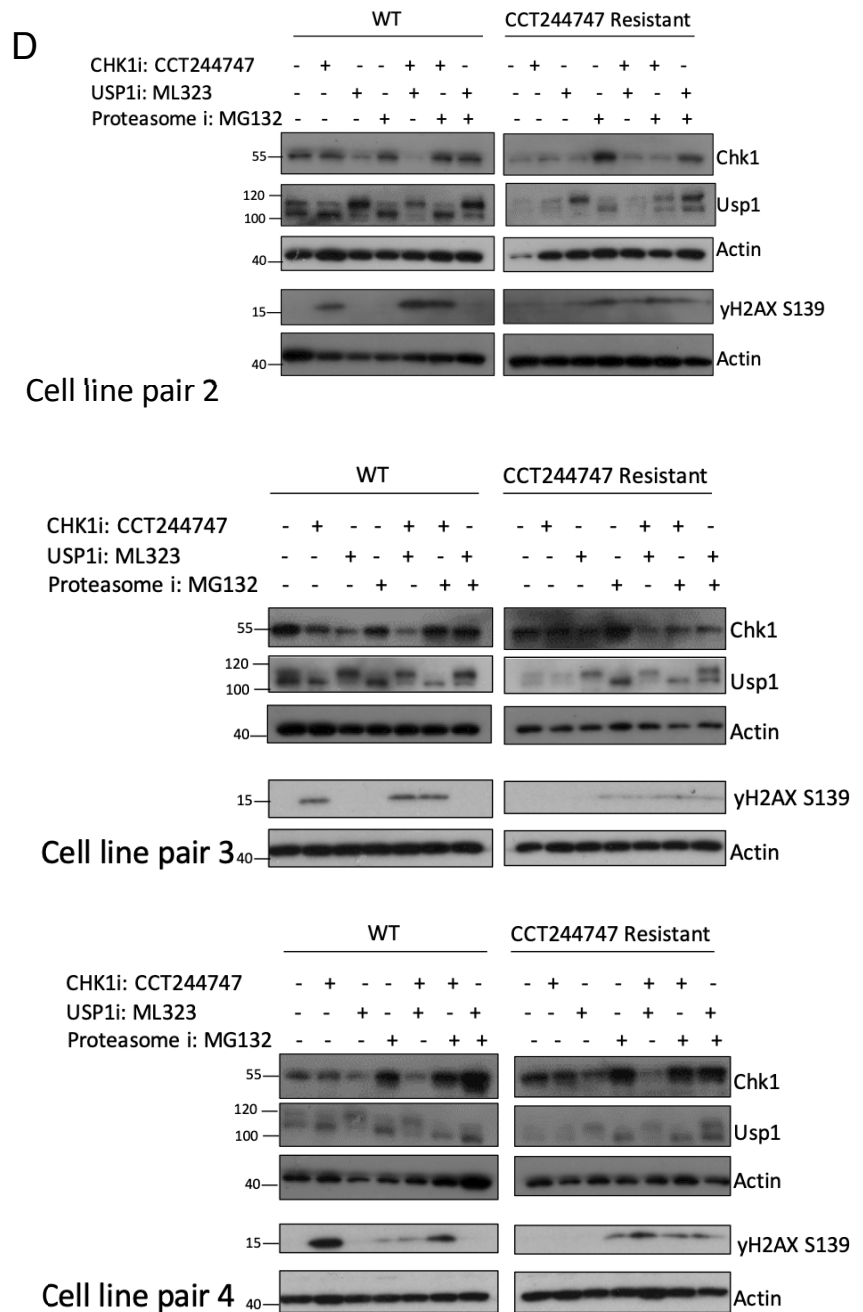 D
WT CCT244747 Resistant
CHK1i: CCT244747 - + - - + + - - + - - + + -
USP1i: ML323 - - + - + - + - - + - + - +
Proteasome i: MG132 - - - + - + + - - - + - + +
55 Chk1
120
100 Usp1
40 Actin
15 yH2AX S139
40 Actin
Cell line pair 2
WT CCT244747 Resistant
CHK1i: CCT244747 - + - - + + - - + - - + + -
USP1i: ML323 - - + - + - + - - + - + - +
Proteasome i: MG132 - - - + - + + - - - + - + +
55 Chk1
120
100 Usp1
40 Actin
15 yH2AX S139
Cell line pair 3 40 Actin
WT CCT244747 Resistant
CHK1i: CCT244747 - + - - + + - - + - - + + -
USP1i: ML323 - - + - + - + - - + - + - +
Proteasome i: MG132 - - - + - + + - - - + - + +
55 Chk1
120
100 Usp1
40 Actin
15 yH2AX S139
Cell line pair 4 40 Actin